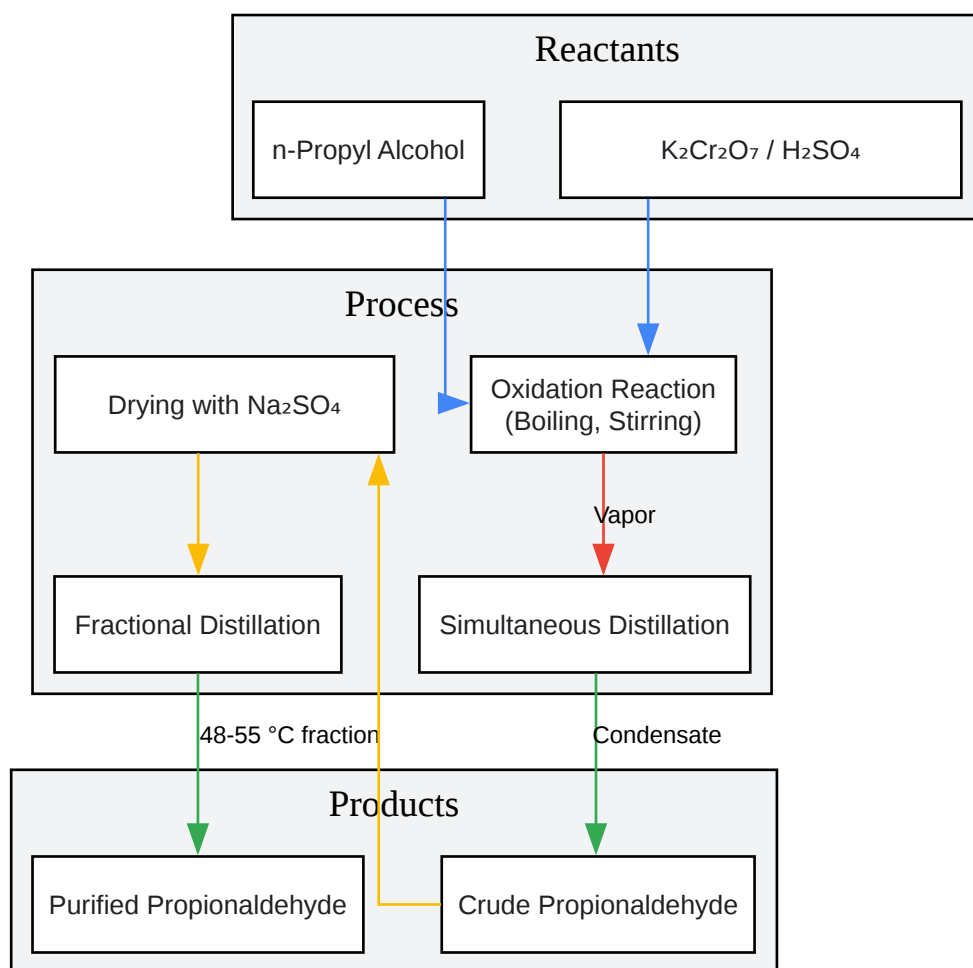 Reactants
n-Propyl Alcohol
K₂Cr₂O₇ / H₂SO₄
Process
Drying with Na₂SO₄
Oxidation Reaction
(Boiling, Stirring)
Vapor
Fractional Distillation
Simultaneous Distillation
48-55 °C fraction
Condensate
Products
Purified Propionaldehyde
Crude Propionaldehyde